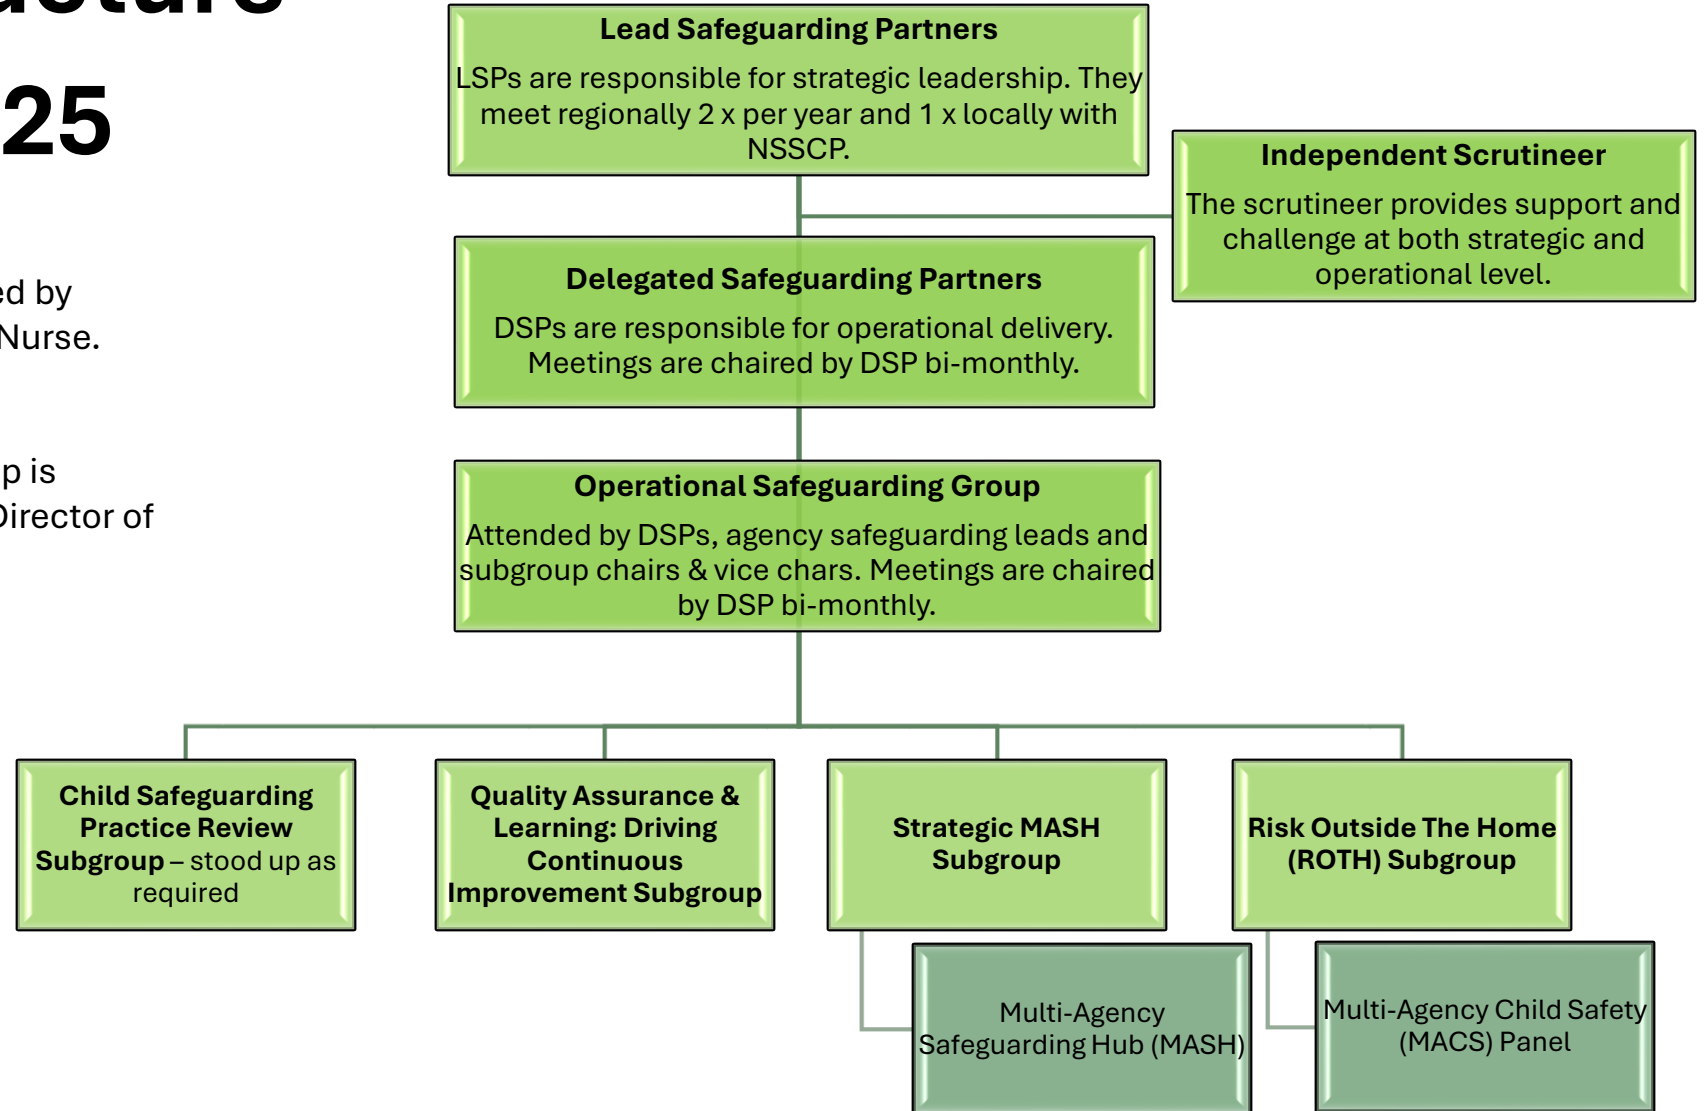 25
Lead Safeguarding Partners
LSPs are responsible for strategic leadership. They
meet regionally 2 x per year and 1 x locally with
NSSCP.
Independent Scrutineer
The scrutineer provides support and
challenge at both strategic and
operational level.
Delegated Safeguarding Partners
DSPs are responsible for operational delivery.
Meetings are chaired by DSP bi-monthly.
ed by
Nurse.
p is
Director of
Operational Safeguarding Group
Attended by DSPs, agency safeguarding leads and
subgroup chairs & vice chars. Meetings are chaired
by DSP bi-monthly.
Child Safeguarding
Practice Review
Subgroup – stood up as
required
Quality Assurance &
Learning: Driving
Continuous
Improvement Subgroup
Strategic MASH
Subgroup
Risk Outside The Home
(ROTH) Subgroup
Multi-Agency
Safeguarding Hub (MASH)
Multi-Agency Child Safety
(MACS) Panel